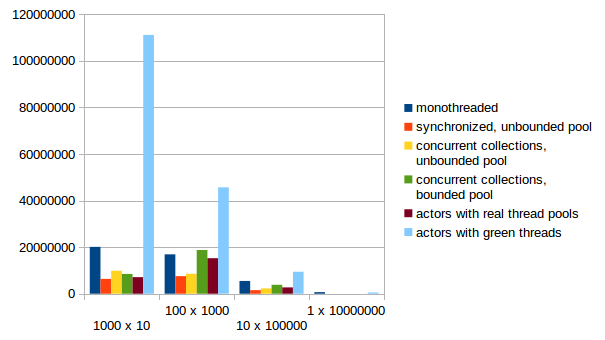 120000000
100000000
80000000
60000000
40000000
20000000
0
1000 x 10
100 x 1000
10 x 100000
1 x 10000000
monothreaded
synchronized, unbounded pool
concurrent collections,
unbounded pool
concurrent collections,
bounded pool
actors with real thread pools
actors with green threads